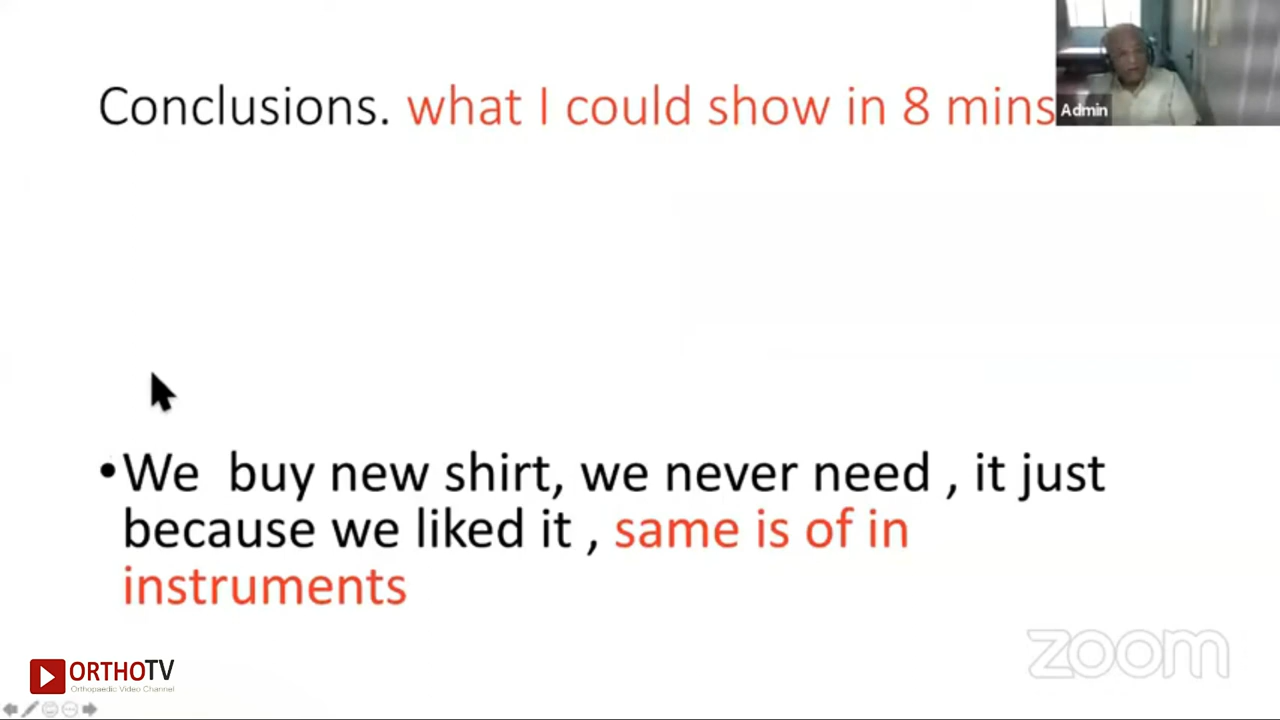 Conclusions. what I could show in 8 mins
Admin
•We buy new shirt, we never need , it just
because we liked it , same is of in
instruments
ORTHOTV
Orthopaedic Video Channel
zoom